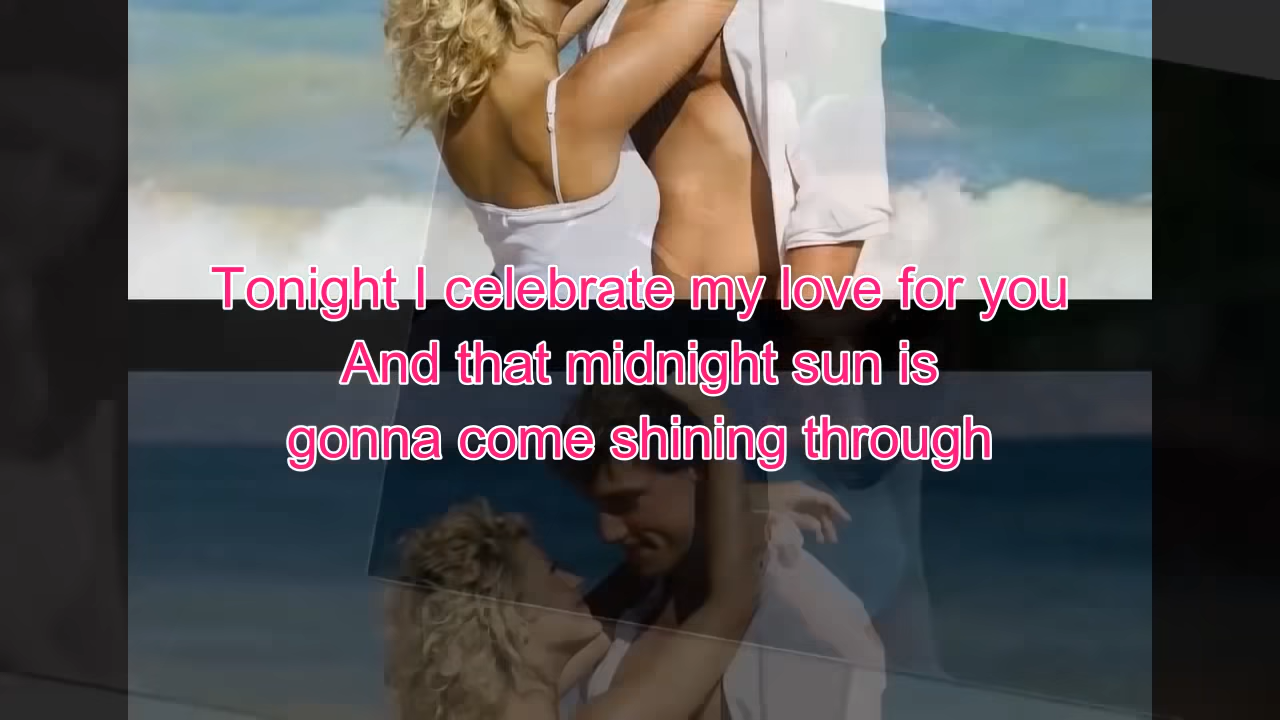 Tonight I celebrate my love for you
And that midnight sun is
gonna come shining through